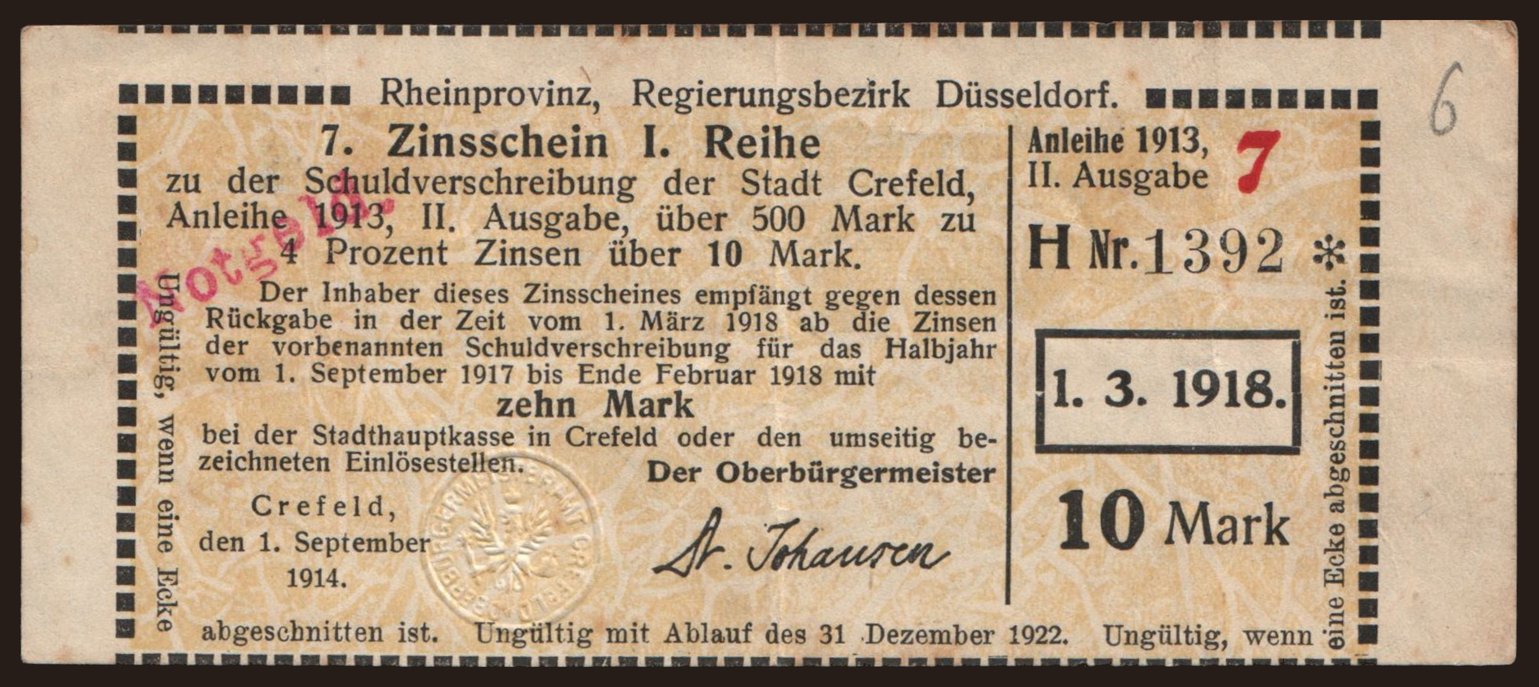 Rheinprovinz, Regierungsbezirk Düsseldorf.
7. Zinsschein I. Reihe
zu der Schuldverschreibung der Stadt Crefeld,
Anleihe 1913, II. Ausgabe, über 500 Mark zu
4 Prozent Zinsen über 10 Mark.
Notgeld.
Der Inhaber dieses Zinsscheines empfängt gegen dessen
Rückgabe in der Zeit vom 1. März 1918 ab die Zinsen
der vorbenannten Schuldverschreibung für das Halbjahr
vom 1. September 1917 bis Ende Februar 1918 mit
zehn Mark
bei der Stadthauptkasse in Crefeld oder den umseitig be-
zeichneten Einlösestellen.
Der Oberbürgermeister
Crefeld,
den 1. September
1914.
OBERBÜRGERMEISTERAMT CREFELD
Dr. Johansen
Anleihe 1913,
II. Ausgabe
7
H Nr. 1392 *
1. 3. 1918.
10 Mark
Ungültig, wenn eine Ecke
abgeschnitten ist. Ungültig mit Ablauf des 31 Dezember 1922. Ungültig, wenn
eine Ecke abgeschnitten ist.
6